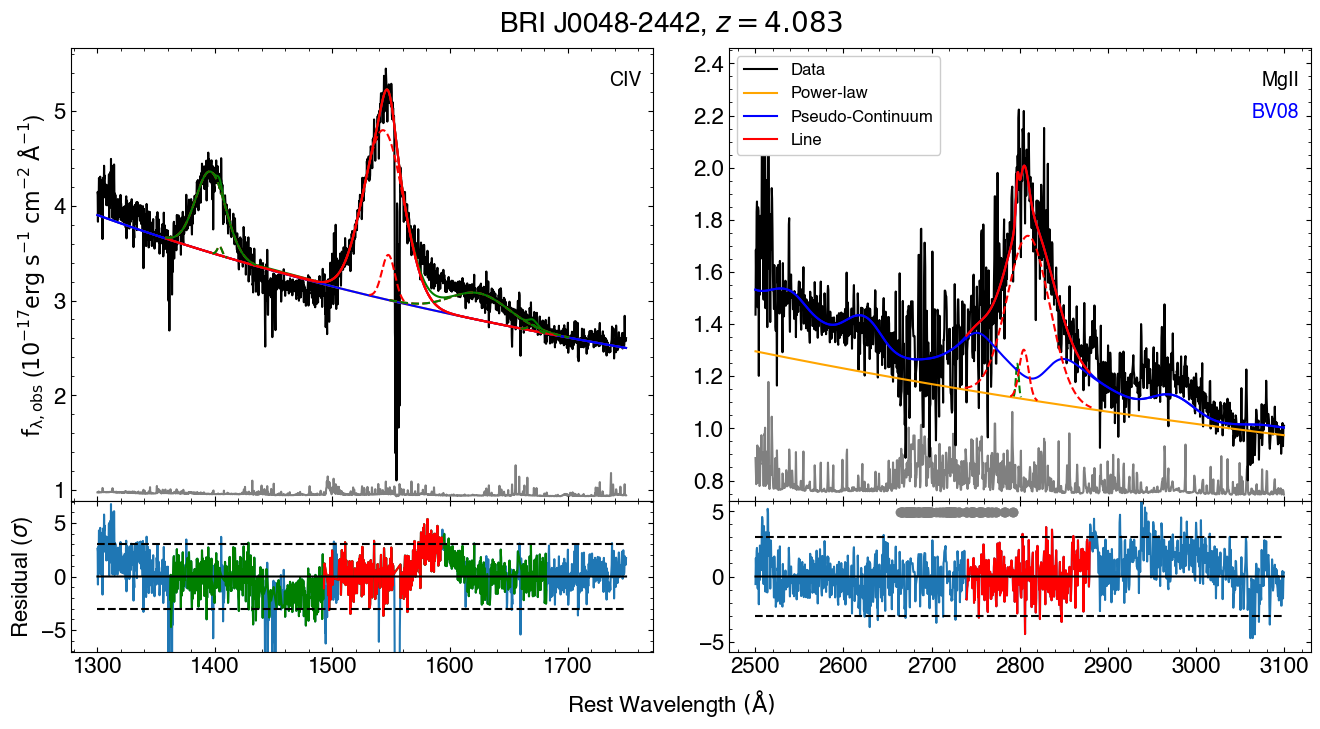 BRI J0048-2442, z = 4.083
CIV
f_λ,obs (10⁻¹⁷erg s⁻¹ cm⁻² Å⁻¹)
5
4
3
2
1
Data
Power-law
Pseudo-Continuum
Line
MgII
BV08
2.4
2.2
2.0
1.8
1.6
1.4
1.2
1.0
0.8
Residual (σ)
5
0
−5
1300 1400 1500 1600 1700
5
0
−5
2500 2600 2700 2800 2900 3000 3100
Rest Wavelength (Å)